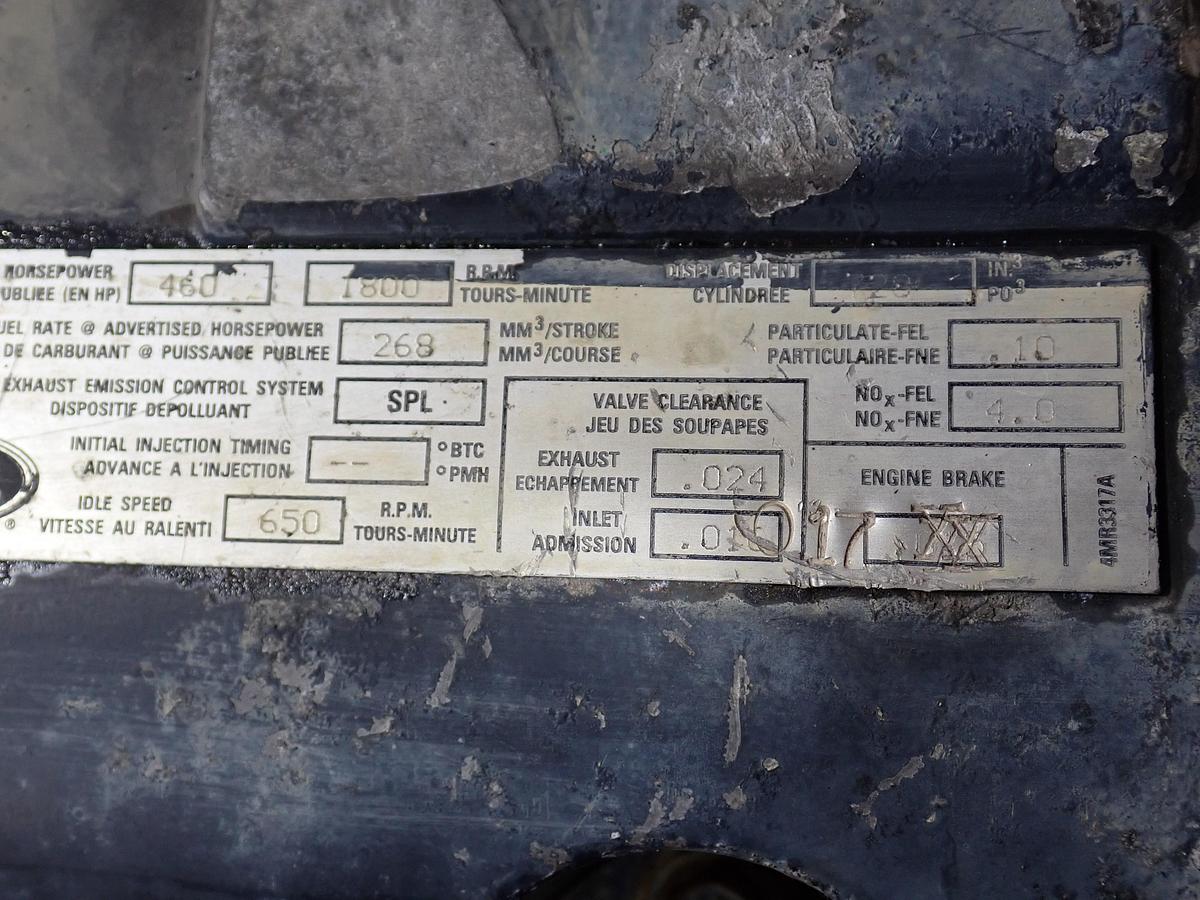 HORSEPOWER
UBLIEE (EN HP) 460 1800 R.P.M.
TOURS-MINUTE
DISPLACEMENT
CYLINDREE IN.³
PO³
UEL RATE @ ADVERTISED HORSEPOWER
DE CARBURANT @ PUISSANCE PUBLIEE 268 MM³/STROKE
MM³/COURSE
PARTICULATE-FEL
PARTICULAIRE-FNE .10
EXHAUST EMISSION CONTROL SYSTEM
DISPOSITIF DEPOLLUANT SPL
NOx-FEL
NOx-FNE 4.0
INITIAL INJECTION TIMING
ADVANCE A L'INJECTION -- °BTC
°PMH
IDLE SPEED
VITESSE AU RALENTI 650 R.P.M.
TOURS-MINUTE
®
VALVE CLEARANCE
JEU DES SOUPAPES
EXHAUST
ECHAPPEMENT .024
INLET
ADMISSION
017
ENGINE BRAKE
XX
4MR3317A